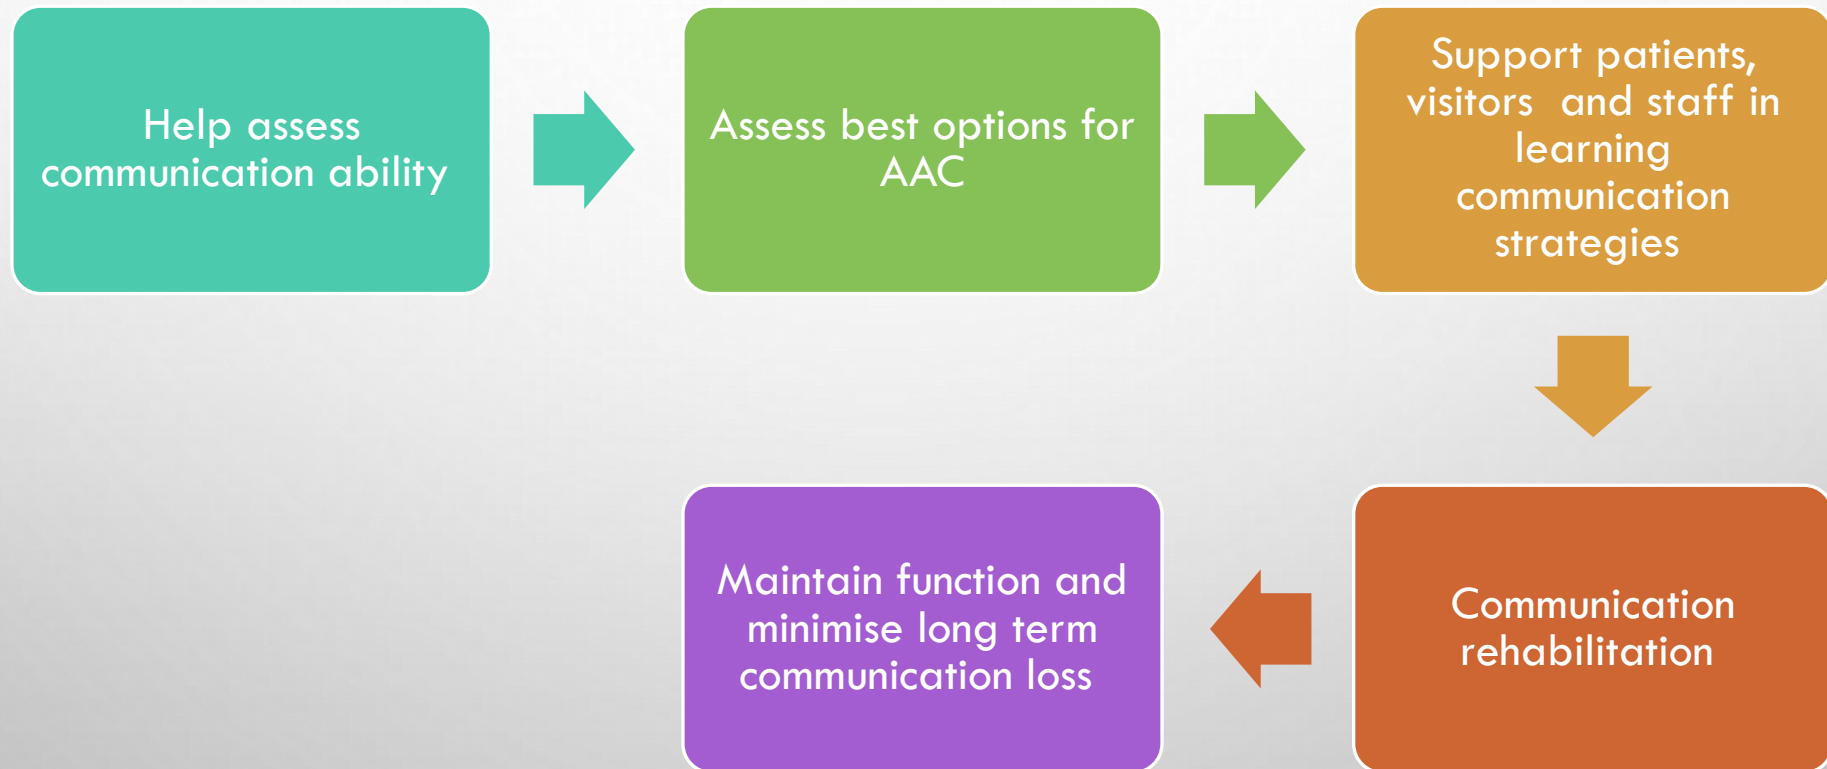 Help assess
communication ability
Assess best options for
AAC
Support patients,
visitors and staff in
learning
communication
strategies
Communication
rehabilitation
Maintain function and
minimise long term
communication loss